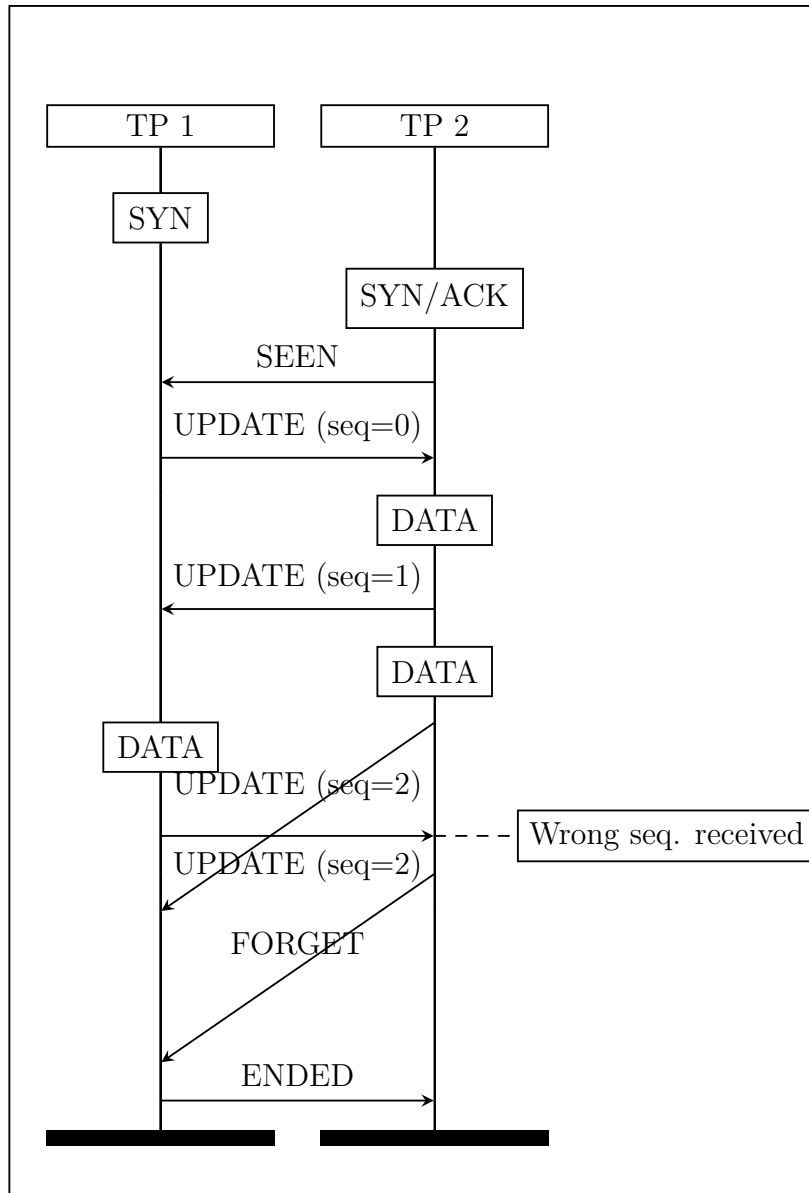 TP 1
TP 2
SYN
SYN/ACK
SEEN
UPDATE (seq=0)
DATA
UPDATE (seq=1)
DATA
DATA
UPDATE (seq=2)
Wrong seq. received
UPDATE (seq=2)
FORGET
ENDED